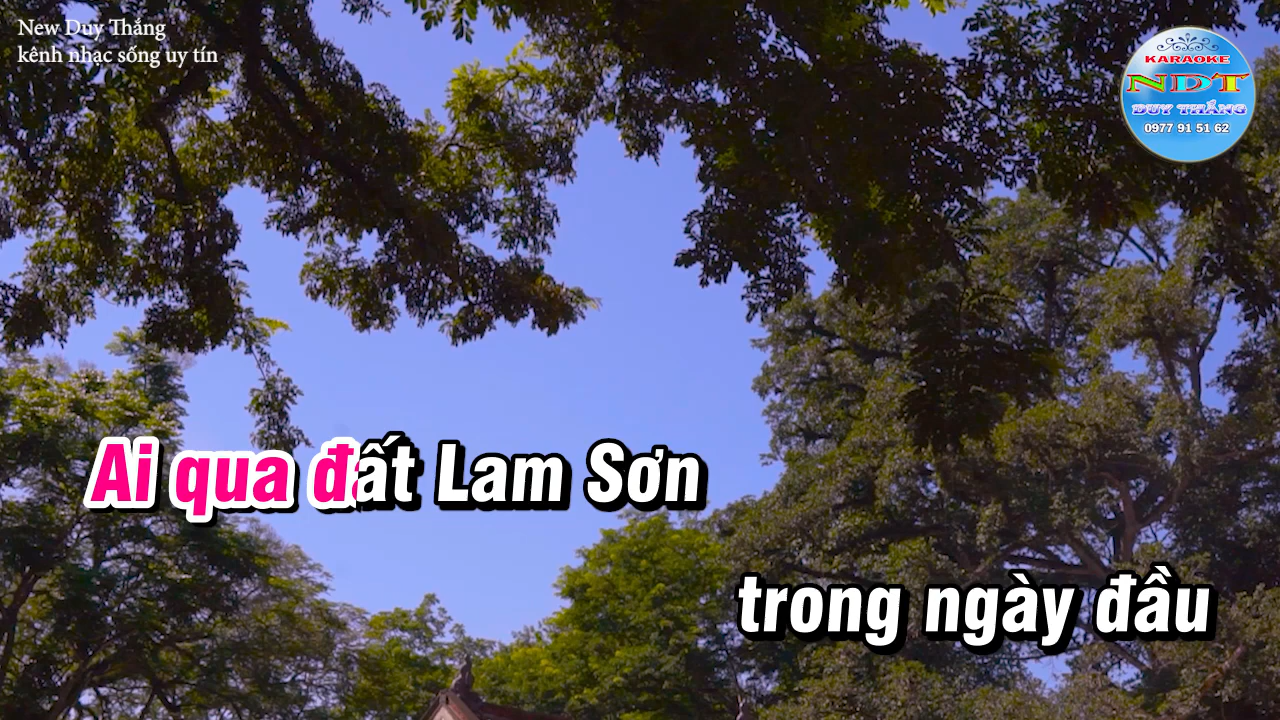 New Duy Thắng
kênh nhạc sống uy tín
KARAOKE
NDT
DUY THẮNG
0977 91 51 62
Ai qua đất Lam Sơn
trong ngày đầu